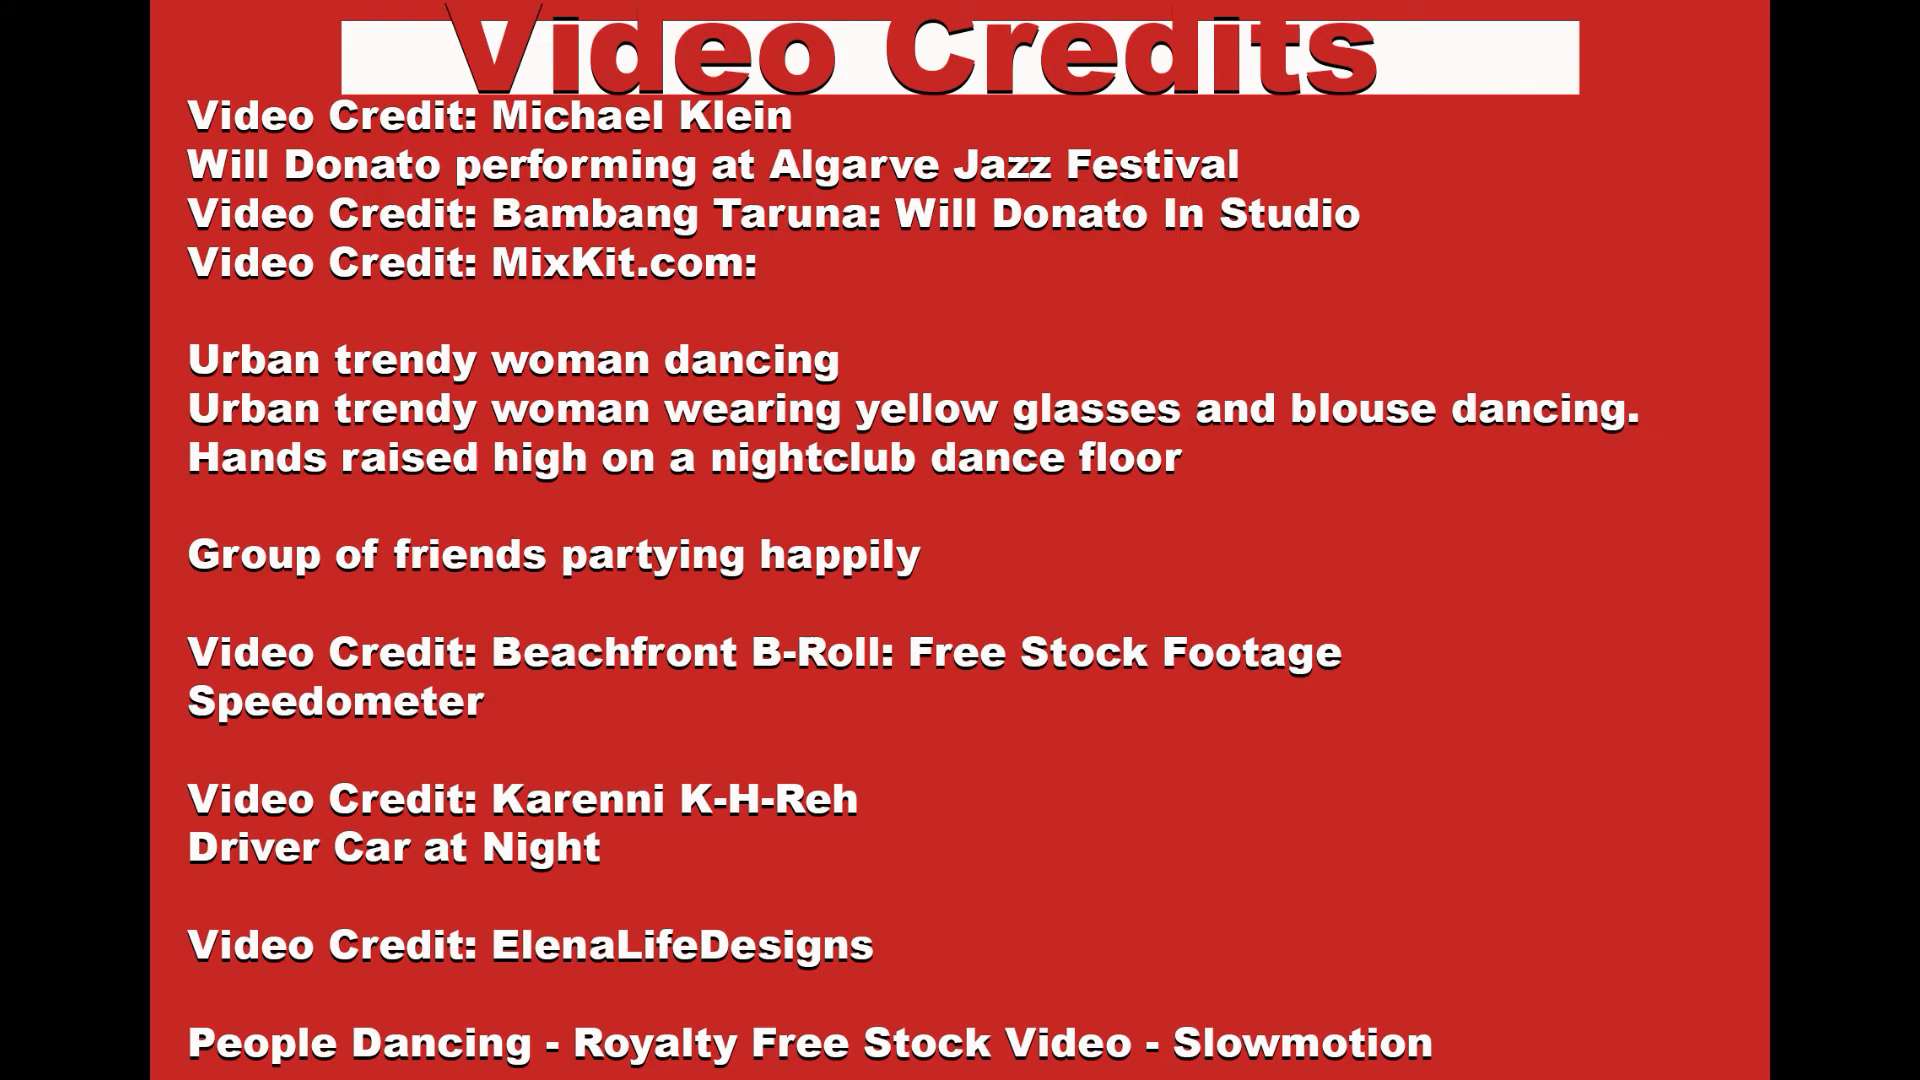 Video Credits
Video Credit: Michael Klein
Will Donato performing at Algarve Jazz Festival
Video Credit: Bambang Taruna: Will Donato In Studio
Video Credit: MixKit.com:
Urban trendy woman dancing
Urban trendy woman wearing yellow glasses and blouse dancing.
Hands raised high on a nightclub dance floor
Group of friends partying happily
Video Credit: Beachfront B-Roll: Free Stock Footage
Speedometer
Video Credit: Karenni K-H-Reh
Driver Car at Night
Video Credit: ElenaLifeDesigns
People Dancing - Royalty Free Stock Video - Slowmotion